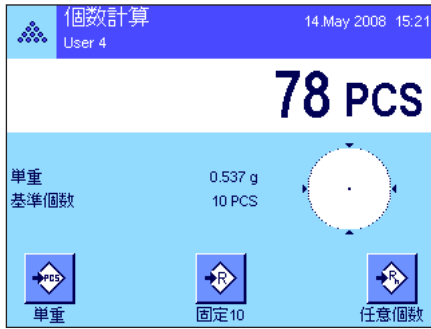 個数計算
14.May 2008 15:21
User 4
78 PCS
単重 0.537 g
基準個数 10 PCS
PCS R Rn
単重 固定10 任意個数